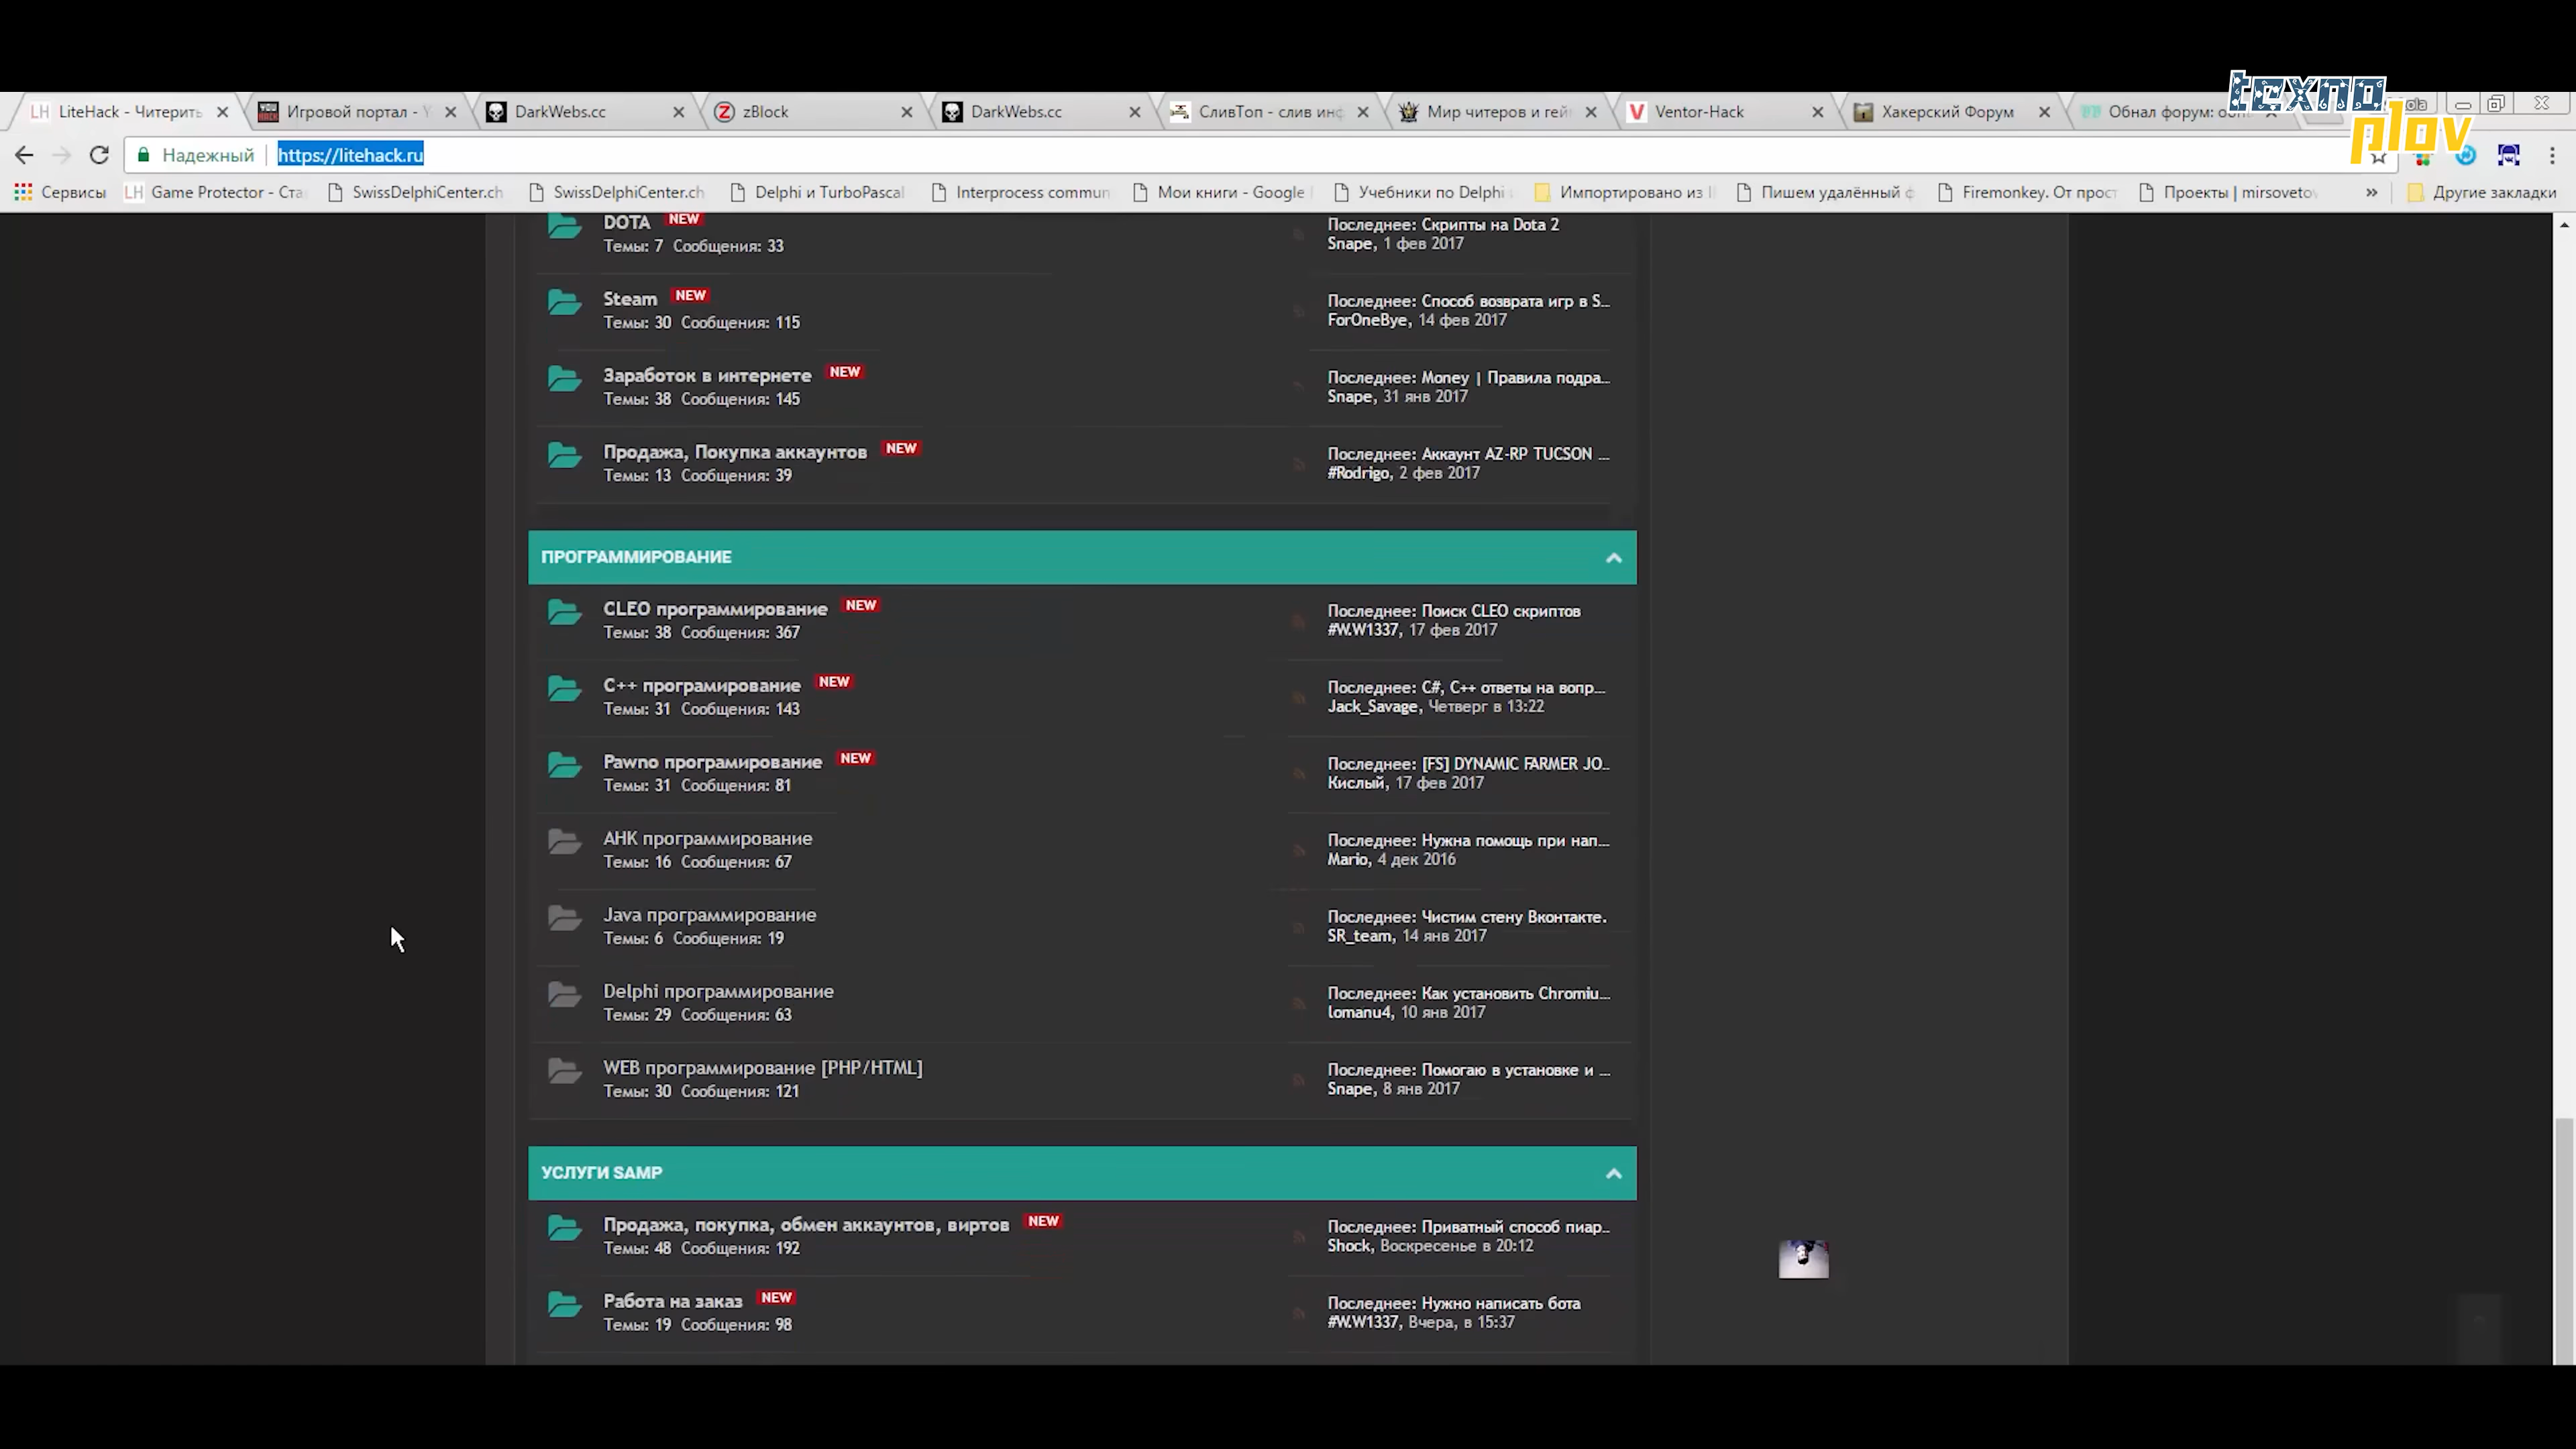 texno
plov
LiteHack - Читерить
Игровой портал - Y
DarkWebs.cc
zBlock
DarkWebs.cc
СливТоп - слив инф
Мир читеров и гей
Ventor-Hack
Хакерский Форум
Обнал форум:
Надежный
https://litehack.ru
Сервисы
Game Protector - Ста
SwissDelphiCenter.ch
SwissDelphiCenter.ch
Delphi и TurboPascal
Interprocess commun
Мои книги - Google
Учебники по Delphi
Импортировано из I
Пишем удалённый ф
Firemonkey. От прост
Проекты | mirsovetov
»
Другие закладки
DOTA NEW
Последнее: Скрипты на Dota 2
Темы: 7 Сообщения: 33
Snape, 1 фев 2017
Steam NEW
Последнее: Способ возврата игр в S...
Темы: 30 Сообщения: 115
ForOneBye, 14 фев 2017
Заработок в интернете NEW
Последнее: Money | Правила подра...
Темы: 38 Сообщения: 145
Snape, 31 янв 2017
Продажа, Покупка аккаунтов NEW
Последнее: Аккаунт AZ-RP TUCSON ...
Темы: 13 Сообщения: 39
#Rodrigo, 2 фев 2017
ПРОГРАММИРОВАНИЕ
CLEO программирование NEW
Последнее: Поиск CLEO скриптов
Темы: 38 Сообщения: 367
#W.W1337, 17 фев 2017
C++ програмирование NEW
Последнее: C#, C++ ответы на вопр...
Темы: 31 Сообщения: 143
Jack_Savage, Четверг в 13:22
Pawno програмирование NEW
Последнее: [FS] DYNAMIC FARMER JO...
Темы: 31 Сообщения: 81
Кислый, 17 фев 2017
AHK программирование
Последнее: Нужна помощь при нап...
Темы: 16 Сообщения: 67
Mario, 4 дек 2016
Java программирование
Последнее: Чистим стену Вконтакте.
Темы: 6 Сообщения: 19
SR_team, 14 янв 2017
Delphi программирование
Последнее: Как установить Chromiu...
Темы: 29 Сообщения: 63
lomanu4, 10 янв 2017
WEB программирование [PHP/HTML]
Последнее: Помогаю в установке и ...
Темы: 30 Сообщения: 121
Snape, 8 янв 2017
УСЛУГИ SAMP
Продажа, покупка, обмен аккаунтов, виртов NEW
Последнее: Приватный способ пиар...
Темы: 48 Сообщения: 192
Shock, Воскресенье в 20:12
Работа на заказ NEW
Последнее: Нужно написать бота
Темы: 19 Сообщения: 98
#W.W1337, Вчера, в 15:37